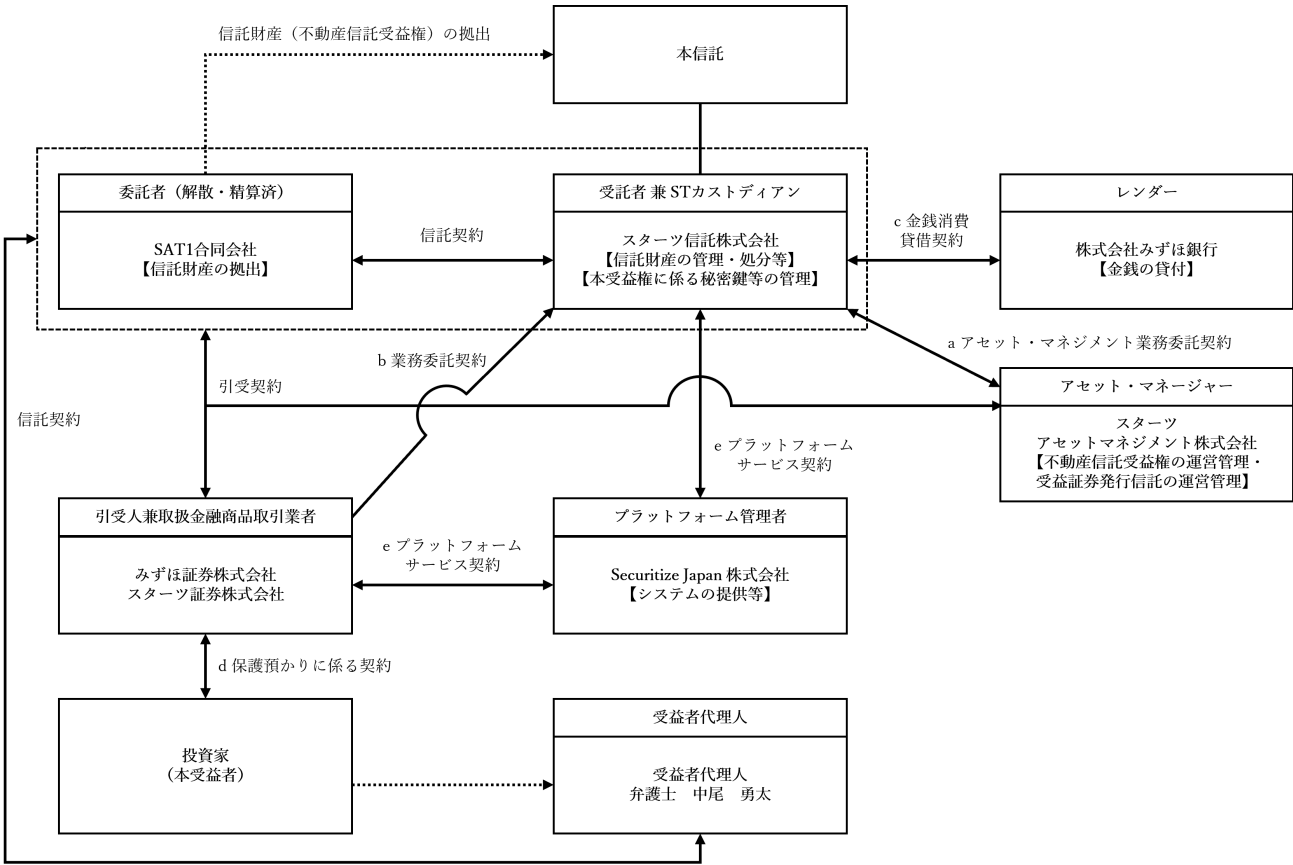 信託財産（不動産信託受益権）の拠出
本信託
委託者（解散・精算済）
SAT1合同会社
【信託財産の拠出】
信託契約
受託者 兼 STカストディアン
スターツ信託株式会社
【信託財産の管理・処分等】
【本受益権に係る秘密鍵等の管理】
c 金銭消費
貸借契約
レンダー
株式会社みずほ銀行
【金銭の貸付】
a アセット・マネジメント業務委託契約
b 業務委託契約
引受契約
信託契約
アセット・マネージャー
スターツ
アセットマネジメント株式会社
【不動産信託受益権の運営管理・
受益証券発行信託の運営管理】
e プラットフォーム
サービス契約
引受人兼取扱金融商品取引業者
みずほ証券株式会社
スターツ証券株式会社
e プラットフォーム
サービス契約
プラットフォーム管理者
Securitize Japan 株式会社
【システムの提供等】
d 保護預かりに係る契約
投資家
（本受益者）
受益者代理人
受益者代理人
弁護士　中尾　勇太